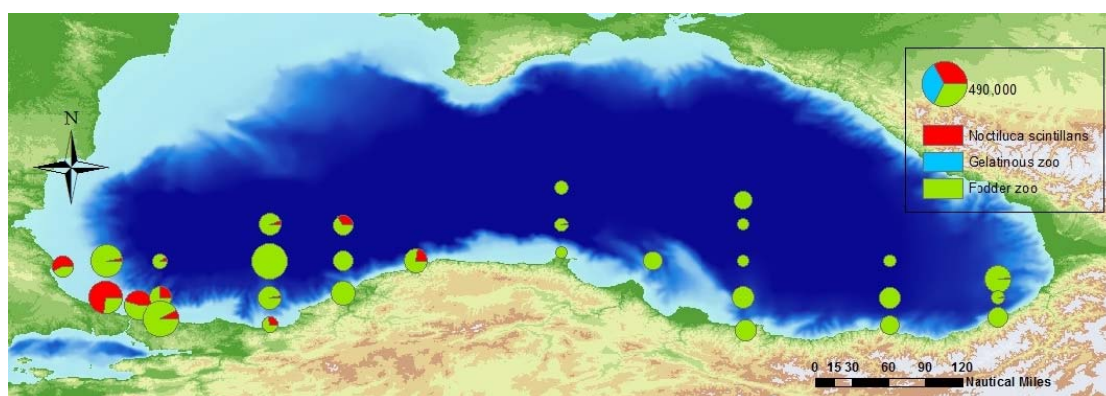 N
490,000
Noctiluca scintillans
Gelatinous zoo
Fodder zoo
0 15 30 60 90 120
Nautical Miles